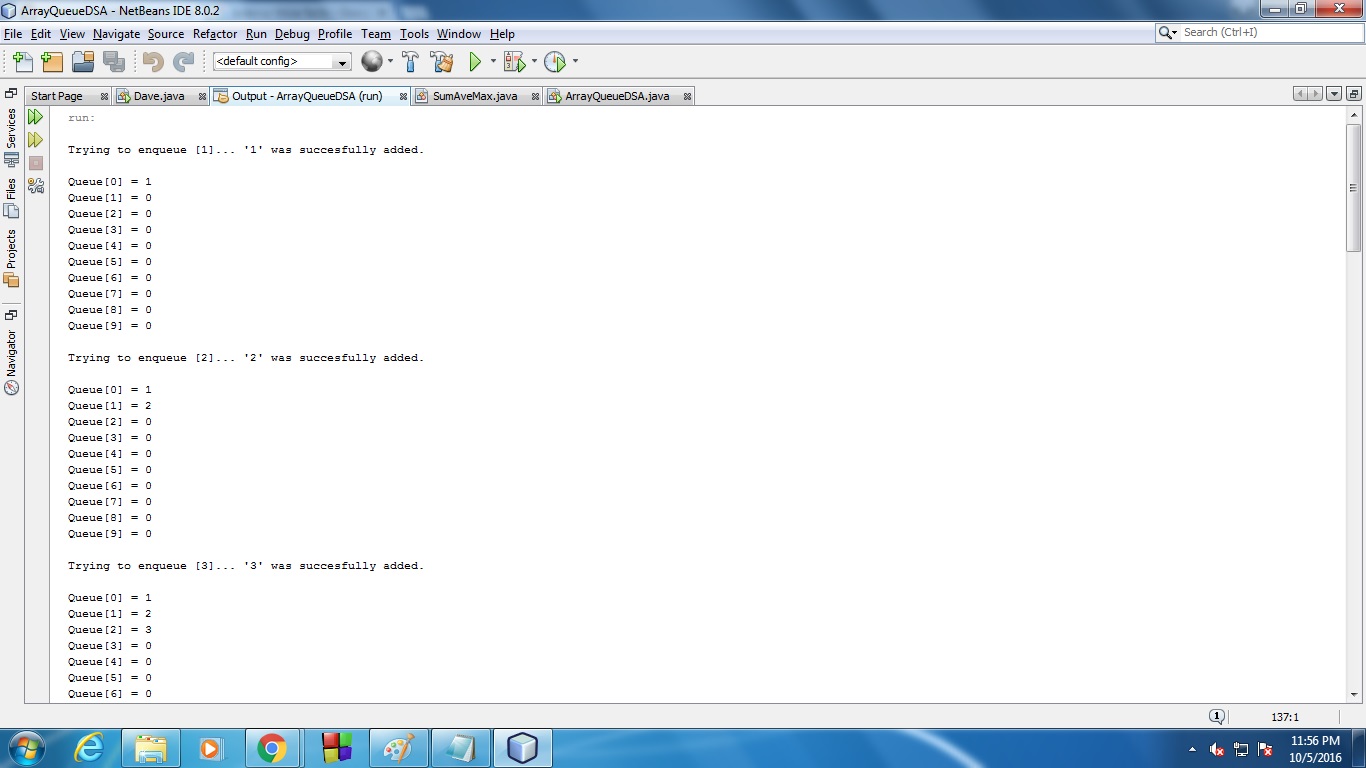 ArrayQueueDSA - NetBeans IDE 8.0.2
File Edit View Navigate Source Refactor Run Debug Profile Team Tools Window Help
Search (Ctrl+I)
<default config>
Start Page
Dave.java
Output - ArrayQueueDSA (run)
SumAveMax.java
ArrayQueueDSA.java
Services
Files
Projects
Navigator
run:
Trying to enqueue [1]... '1' was succesfully added.
Queue[0] = 1
Queue[1] = 0
Queue[2] = 0
Queue[3] = 0
Queue[4] = 0
Queue[5] = 0
Queue[6] = 0
Queue[7] = 0
Queue[8] = 0
Queue[9] = 0
Trying to enqueue [2]... '2' was succesfully added.
Queue[0] = 1
Queue[1] = 2
Queue[2] = 0
Queue[3] = 0
Queue[4] = 0
Queue[5] = 0
Queue[6] = 0
Queue[7] = 0
Queue[8] = 0
Queue[9] = 0
Trying to enqueue [3]... '3' was succesfully added.
Queue[0] = 1
Queue[1] = 2
Queue[2] = 3
Queue[3] = 0
Queue[4] = 0
Queue[5] = 0
Queue[6] = 0
1
137:1
11:56 PM
10/5/2016